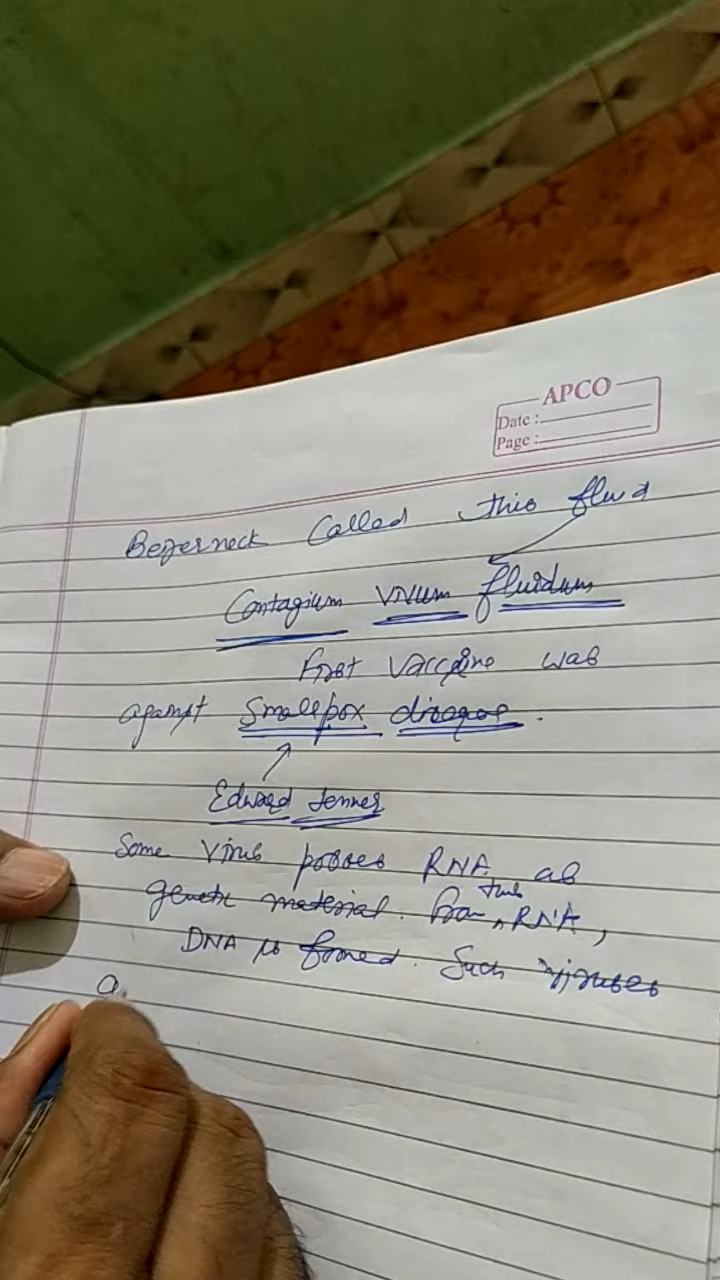 APCO
Date :
Page :
Bejerneck Called this fluid
Contagium vivum fluidum
First vaccine was
against Smallpox disease.
Edward Jenner
Some virus posses RNA as
genetic material. From this RNA,
DNA is formed. Such viruses
a